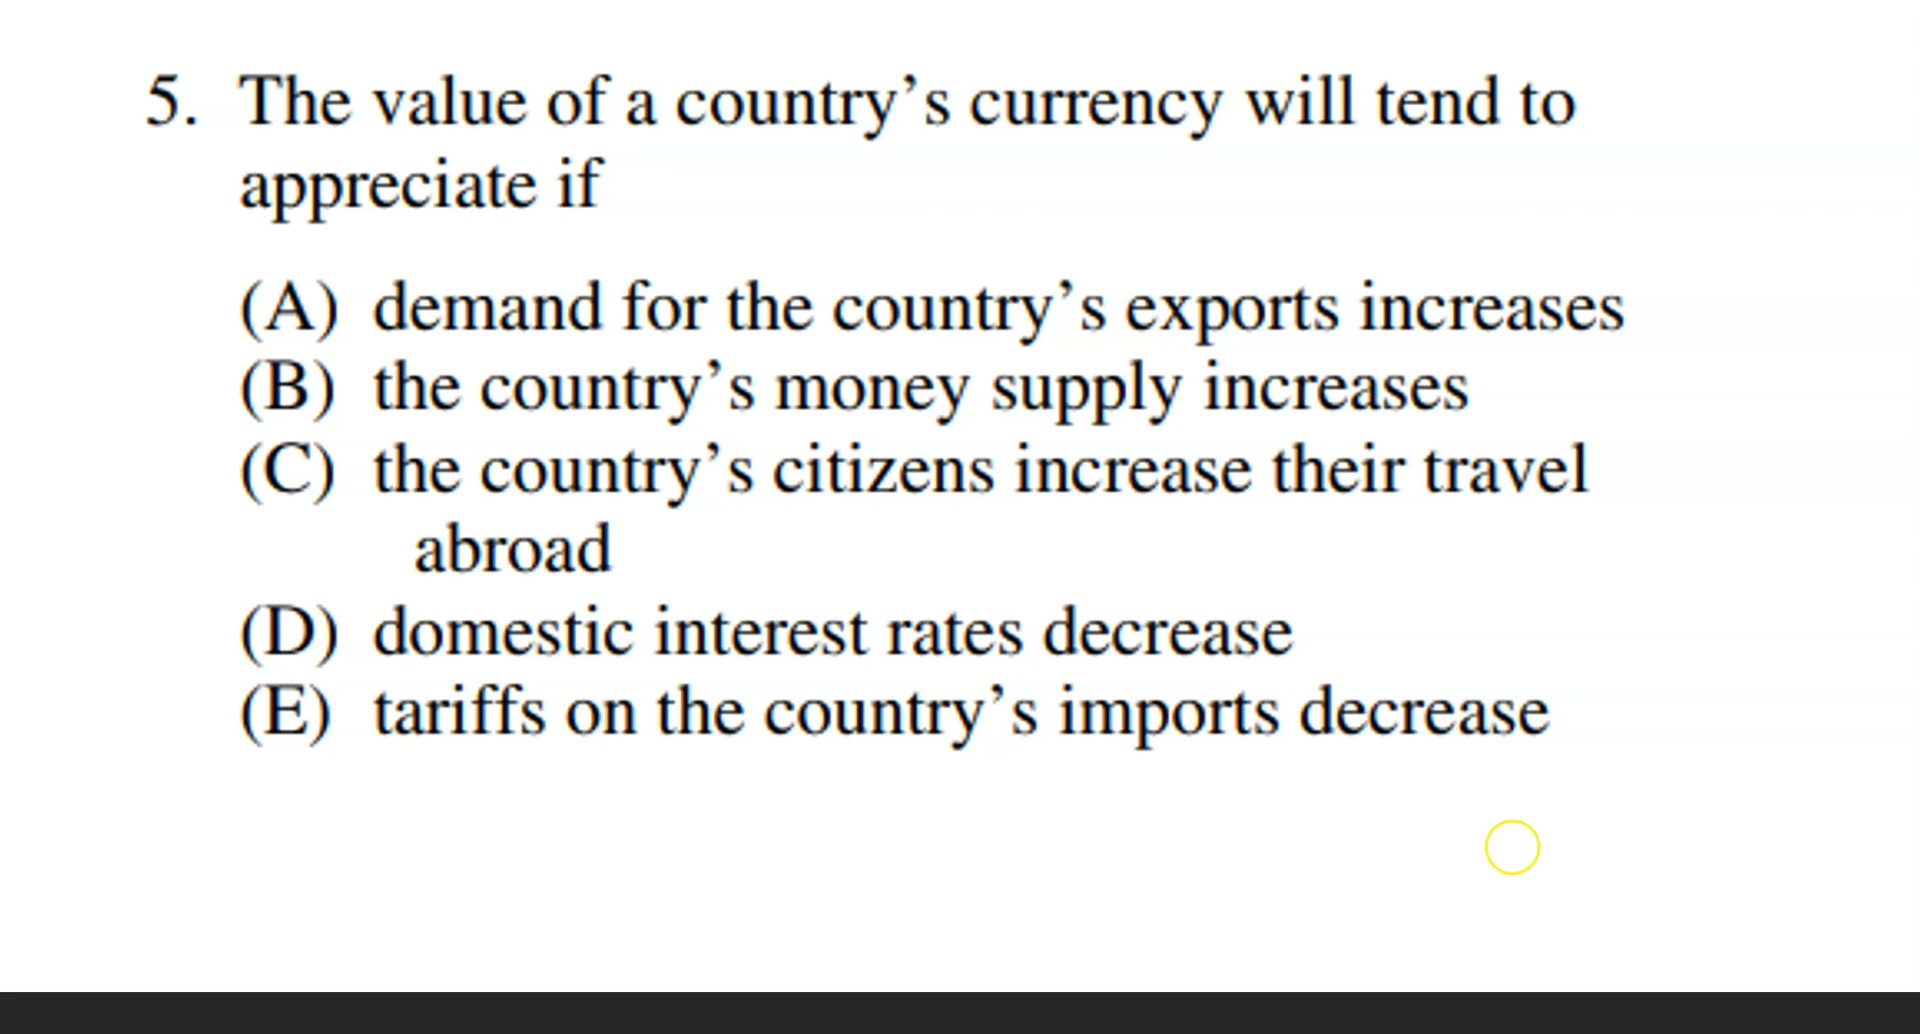 5. The value of a country’s currency will tend to
appreciate if
(A) demand for the country’s exports increases
(B) the country’s money supply increases
(C) the country’s citizens increase their travel
abroad
(D) domestic interest rates decrease
(E) tariffs on the country’s imports decrease